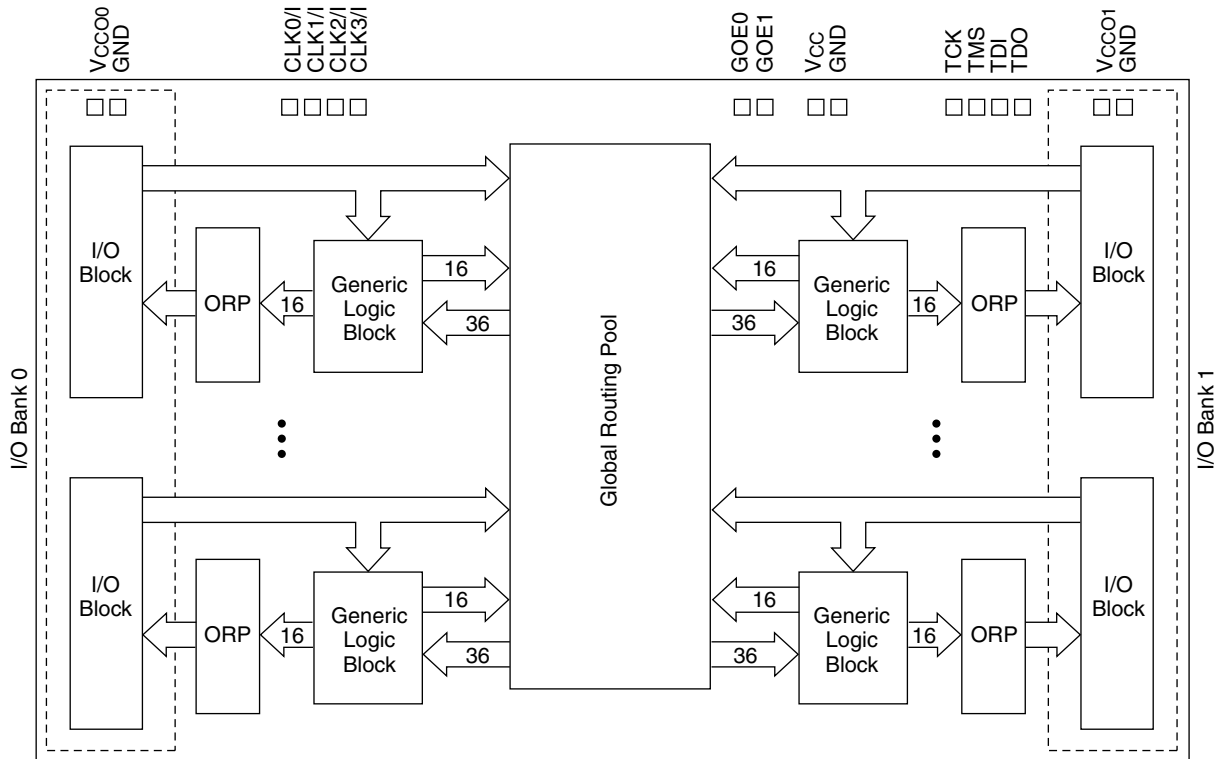 VCCO0
GND
CLK0/I
CLK1/I
CLK2/I
CLK3/I
GOE0
GOE1
VCC
GND
TCK
TMS
TDI
TDO
VCCO1
GND
I/O Bank 0
I/O
Block
ORP
16
Generic
Logic
Block
16
36
Global Routing Pool
16
36
Generic
Logic
Block
16
ORP
I/O
Block
I/O Bank 1
I/O
Block
ORP
16
Generic
Logic
Block
16
36
16
36
Generic
Logic
Block
16
ORP
I/O
Block